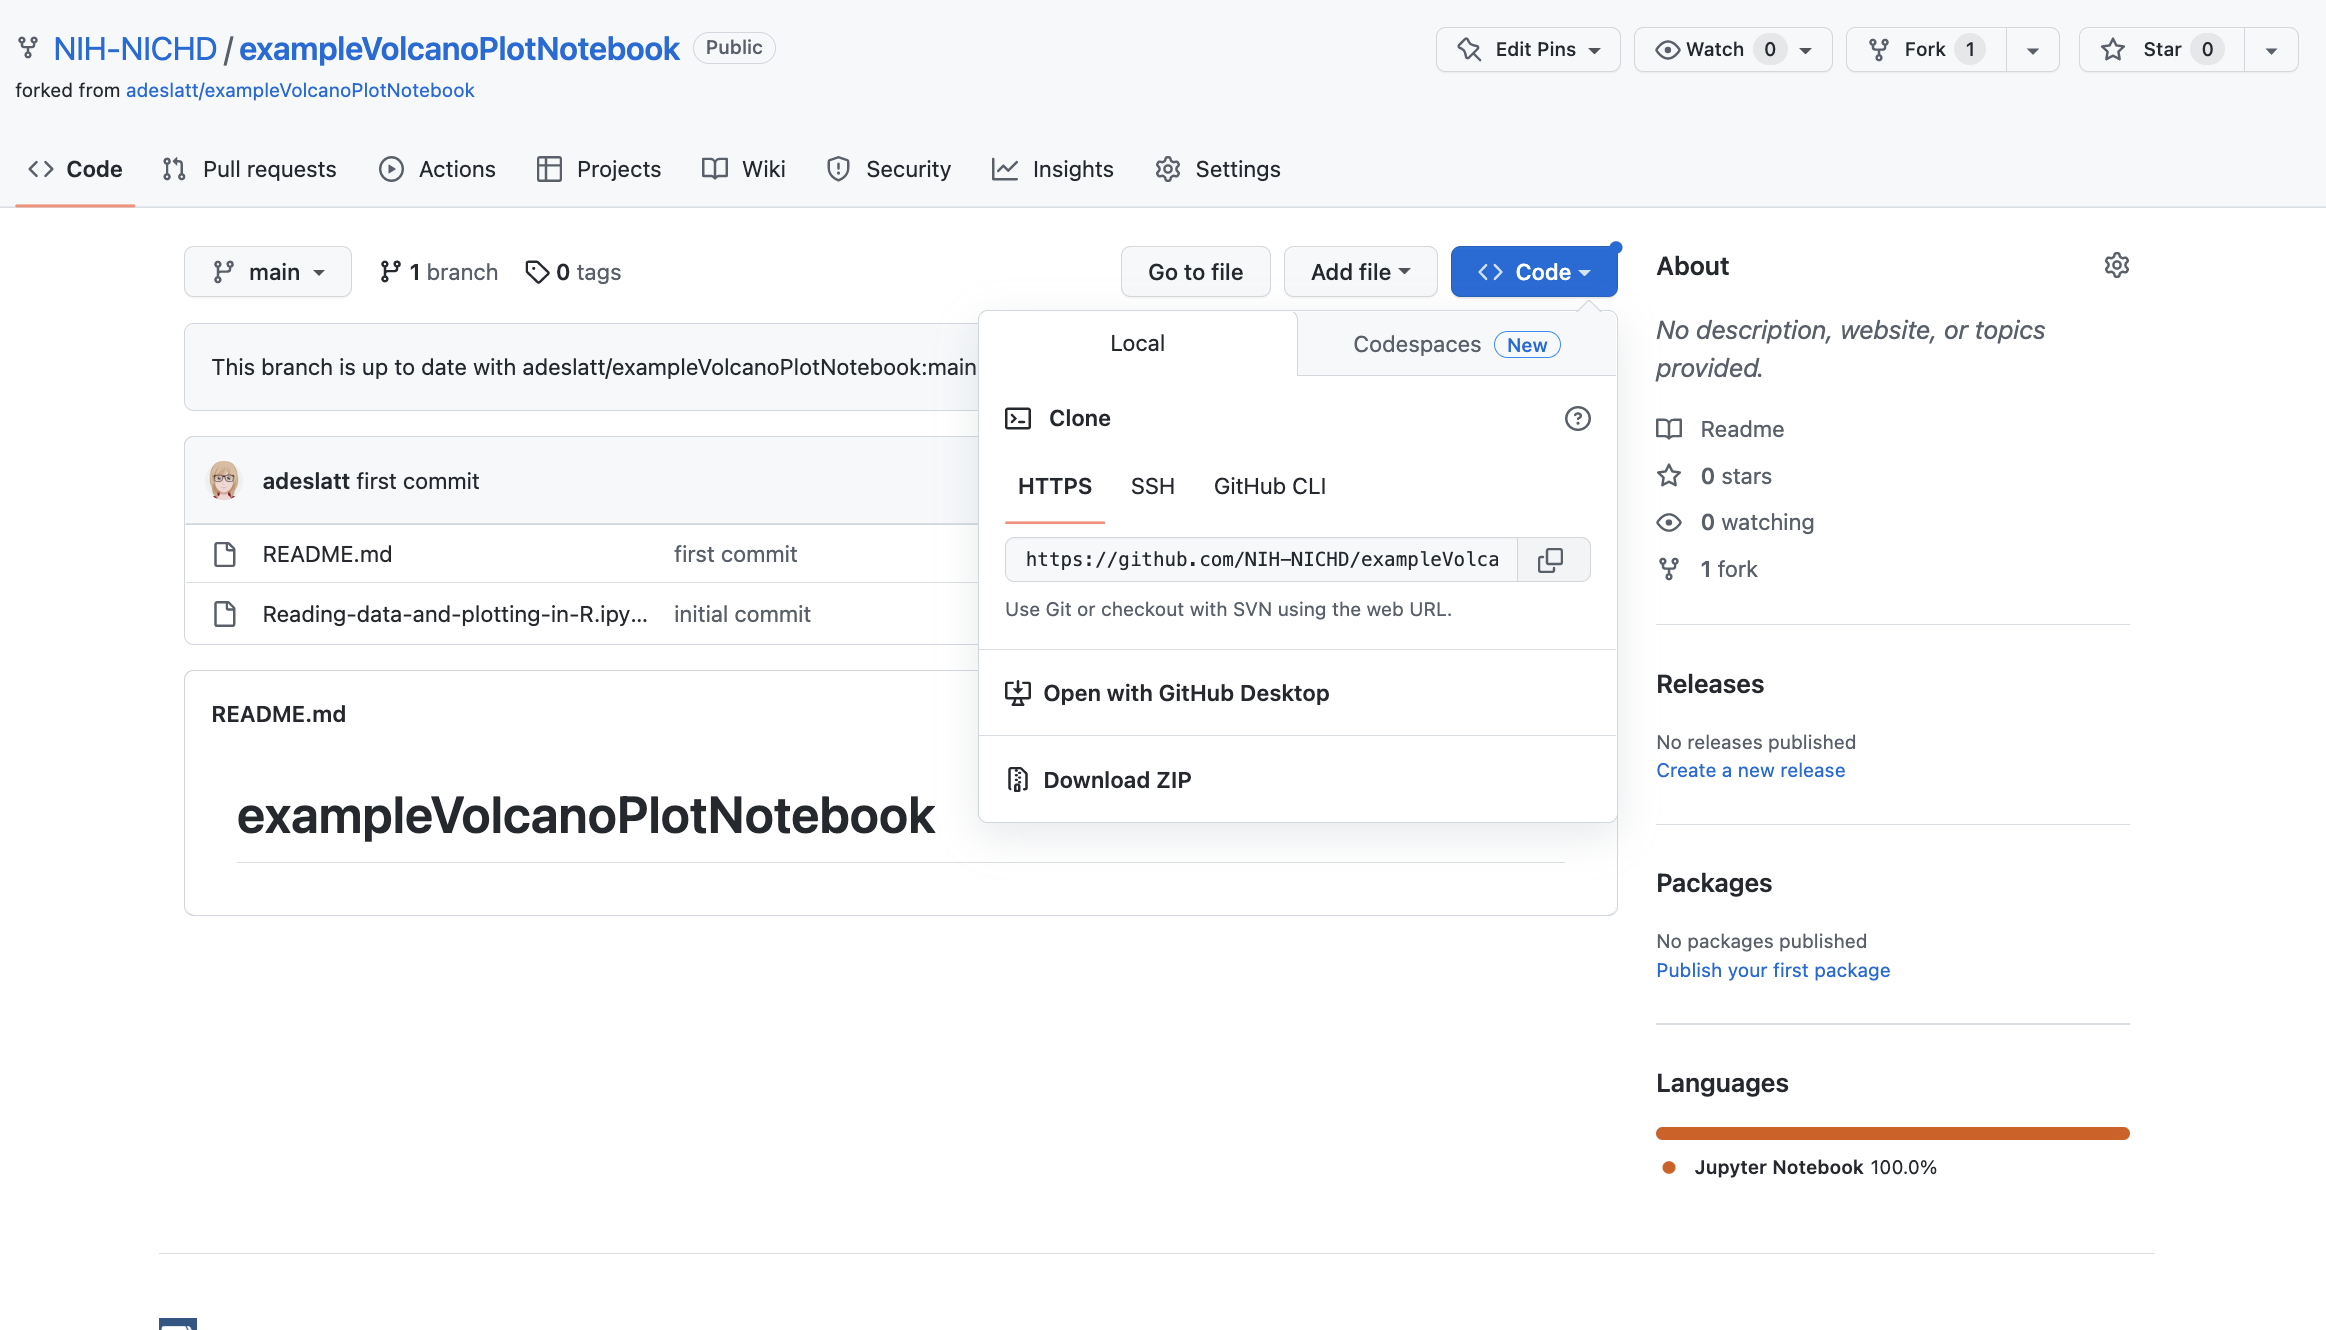 NIH-NICHD / exampleVolcanoPlotNotebook Public
forked from adeslatt/exampleVolcanoPlotNotebook
Edit Pins Watch 0 Fork 1 Star 0
Code Pull requests Actions Projects Wiki Security Insights Settings
main 1 branch 0 tags Go to file Add file Code
This branch is up to date with adeslatt/exampleVolcanoPlotNotebook:main
adeslatt first commit
README.md first commit
Reading-data-and-plotting-in-R.ipy... initial commit
README.md
exampleVolcanoPlotNotebook
Local Codespaces New
Clone
HTTPS SSH GitHub CLI
https://github.com/NIH-NICHD/exampleVolca
Use Git or checkout with SVN using the web URL.
Open with GitHub Desktop
Download ZIP
About
No description, website, or topics
provided.
Readme
0 stars
0 watching
1 fork
Releases
No releases published
Create a new release
Packages
No packages published
Publish your first package
Languages
Jupyter Notebook 100.0%